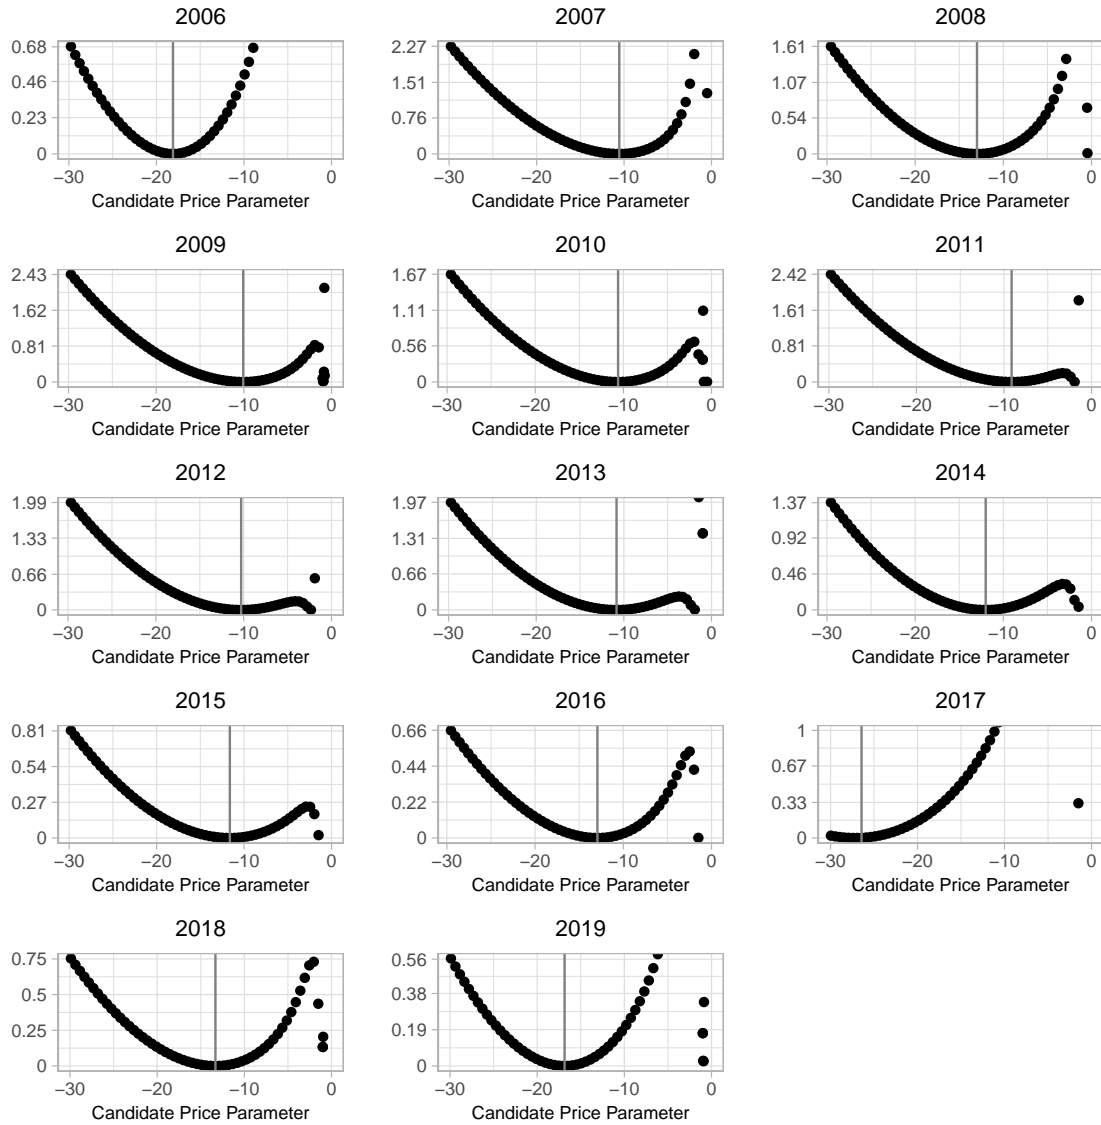 2006 2007 2008
0.68 2.27 1.61
0.46 1.51 1.07
0.23 0.76 0.54
0 0 0
−30 −20 −10 0 −30 −20 −10 0 −30 −20 −10 0
Candidate Price Parameter Candidate Price Parameter Candidate Price Parameter
2009 2010 2011
2.43 1.67 2.42
1.62 1.11 1.61
0.81 0.56 0.81
0 0 0
−30 −20 −10 0 −30 −20 −10 0 −30 −20 −10 0
Candidate Price Parameter Candidate Price Parameter Candidate Price Parameter
2012 2013 2014
1.99 1.97 1.37
1.33 1.31 0.92
0.66 0.66 0.46
0 0 0
−30 −20 −10 0 −30 −20 −10 0 −30 −20 −10 0
Candidate Price Parameter Candidate Price Parameter Candidate Price Parameter
2015 2016 2017
0.81 0.66 1
0.54 0.44 0.67
0.27 0.22 0.33
0 0 0
−30 −20 −10 0 −30 −20 −10 0 −30 −20 −10 0
Candidate Price Parameter Candidate Price Parameter Candidate Price Parameter
2018 2019
0.75 0.56
0.5 0.38
0.25 0.19
0 0
−30 −20 −10 0 −30 −20 −10 0
Candidate Price Parameter Candidate Price Parameter